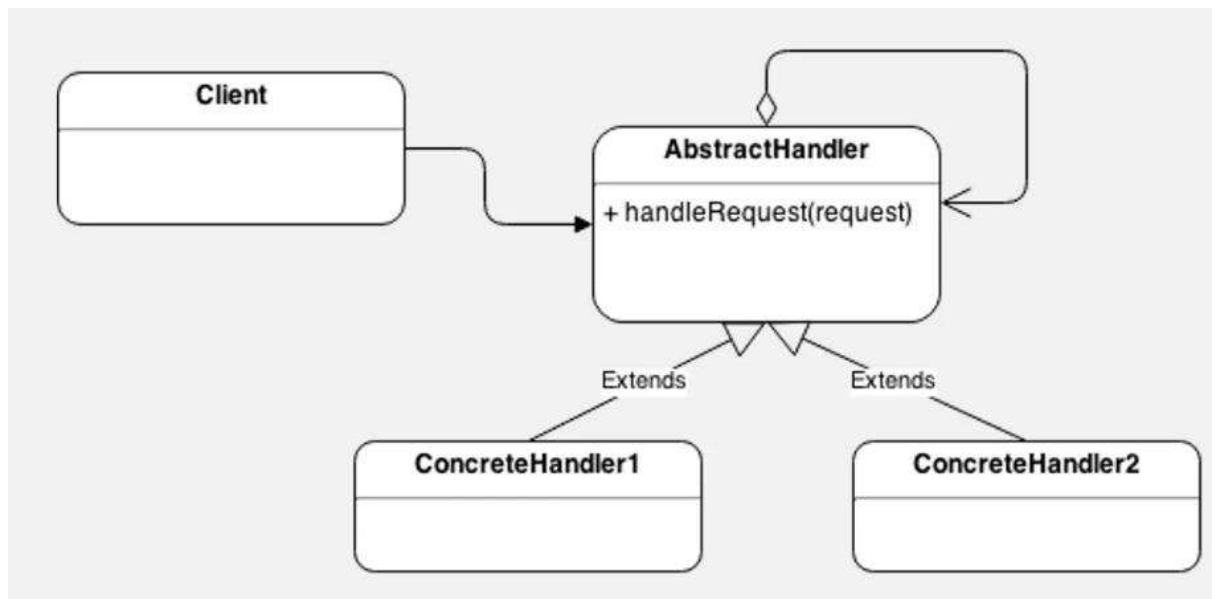 Client
AbstractHandler
+ handleRequest(request)
Extends
Extends
ConcreteHandler1
ConcreteHandler2